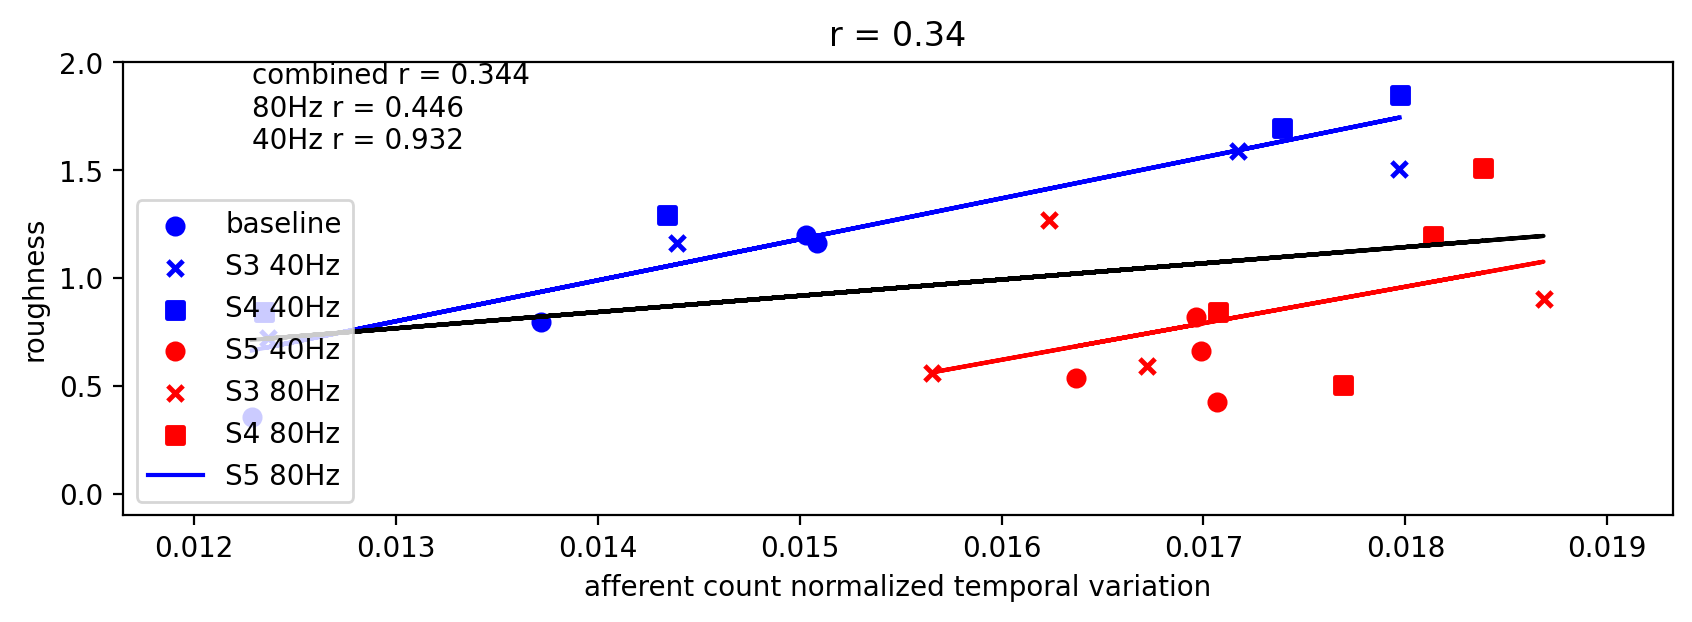 r = 0.34
combined r = 0.344
80Hz r = 0.446
40Hz r = 0.932
baseline
S3 40Hz
S4 40Hz
S5 40Hz
S3 80Hz
S4 80Hz
S5 80Hz
roughness
2.0
1.5
1.0
0.5
0.0
0.012 0.013 0.014 0.015 0.016 0.017 0.018 0.019
afferent count normalized temporal variation